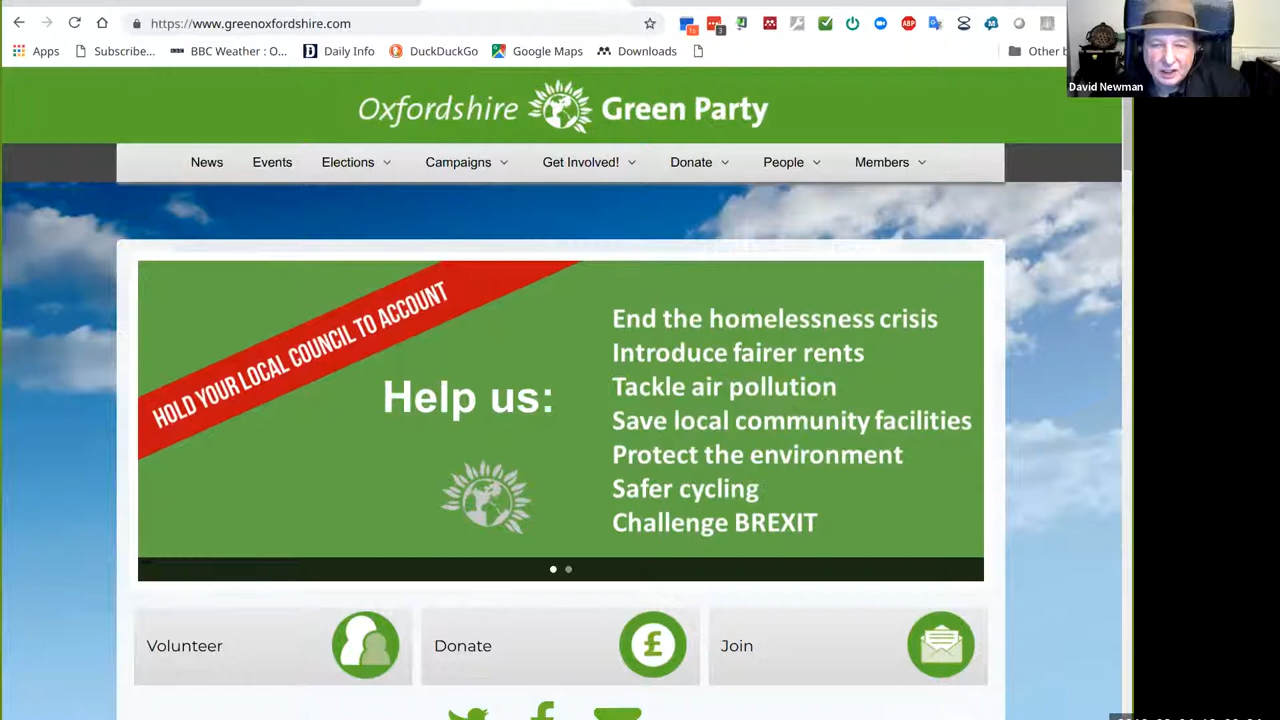 https://www.greenoxfordshire.com
1s
3
ABP
Apps
Subscribe...
BBC Weather : O...
Daily Info
DuckDuckGo
Google Maps
Downloads
Other b
David Newman
Oxfordshire Green Party
News Events Elections Campaigns Get Involved! Donate People Members
HOLD YOUR LOCAL COUNCIL TO ACCOUNT
Help us:
End the homelessness crisis
Introduce fairer rents
Tackle air pollution
Save local community facilities
Protect the environment
Safer cycling
Challenge BREXIT
Volunteer
Donate
£
Join